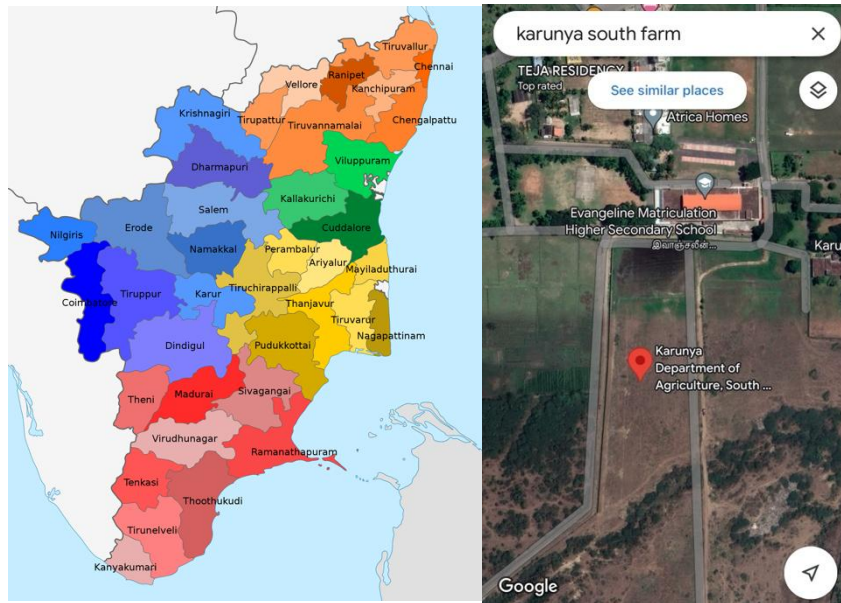 Tiruvallur
Chennai
Ranipet
Vellore
Kanchipuram
Krishnagiri
Tirupattur
Tiruvannamalai
Chengalpattu
Dharmapuri
Viluppuram
Kallakurichi
Salem
Nilgiris
Erode
Cuddalore
Namakkal
Perambalur
Ariyalur
Mayiladuthurai
Coimbatore
Tiruppur
Karur
Tiruchirappalli
Thanjavur
Tiruvarur
Nagapattinam
Dindigul
Pudukkottai
Theni
Madurai
Sivagangai
Virudhunagar
Ramanathapuram
Tenkasi
Thoothukudi
Tirunelveli
Kanyakumari
karunya south farm
TEJA RESIDENCY
Top rated
See similar places
Atrica Homes
Evangeline Matriculation
Higher Secondary School
இவாஞ்சலின்...
Karu
Karunya
Department of
Agriculture, South ...
Google